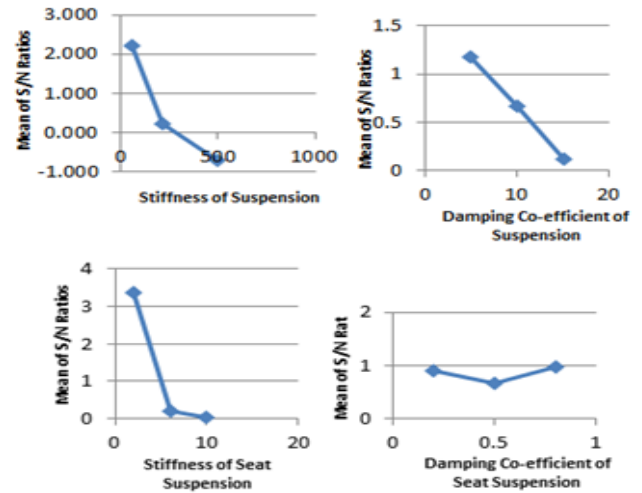 Mean of S/N Ratios
3.000
2.000
1.000
0.000
-1.000
0 500 1000
Stiffness of Suspension
Mean of S/N Ratios
1.5
1
0.5
0
0 10 20
Damping Co-efficient of
Suspension
Mean of S/N Ratios
4
3
2
1
0
0 10 20
Stiffness of Seat
Suspension
Mean of S/N Rat
2
1
0
0 0.5 1
Damping Co-efficient of
Seat Suspension